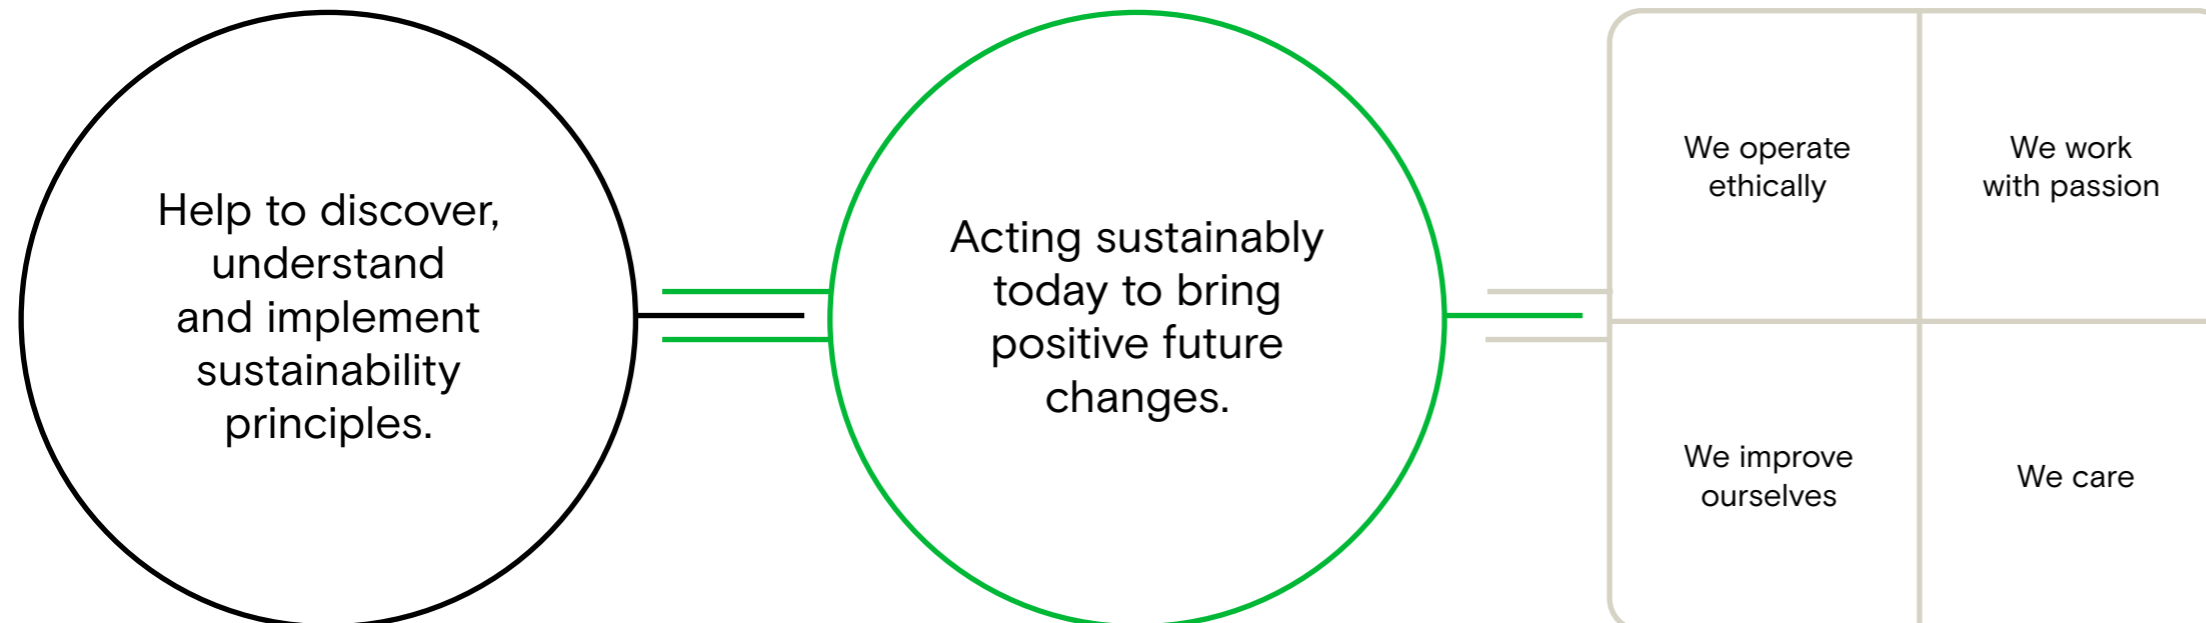 Help to discover,
understand
and implement
sustainability
principles.
Acting sustainably
today to bring
positive future
changes.
We operate
ethically
We work
with passion
We improve
ourselves
We care